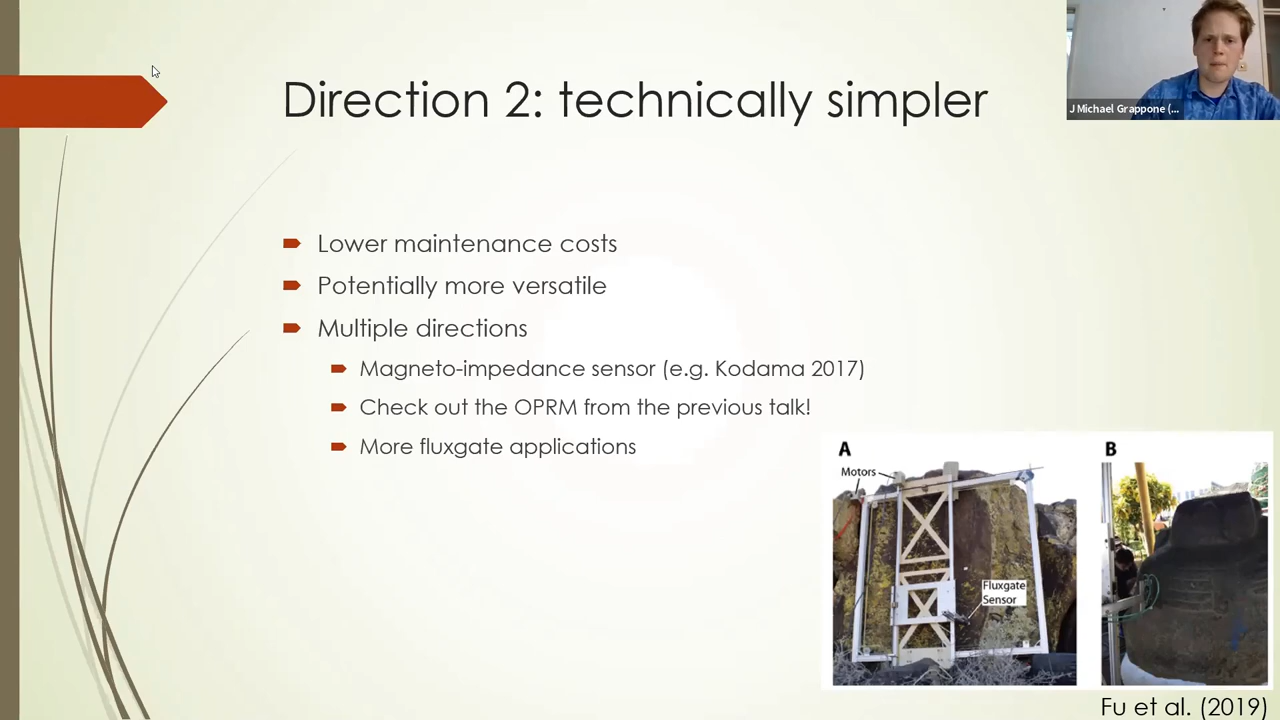 J Michael Grappone (...
Direction 2: technically simpler
Lower maintenance costs
Potentially more versatile
Multiple directions
Magneto-impedance sensor (e.g. Kodama 2017)
Check out the OPRM from the previous talk!
More fluxgate applications
A
B
Motors
Fluxgate
Sensor
Fu et al. (2019)